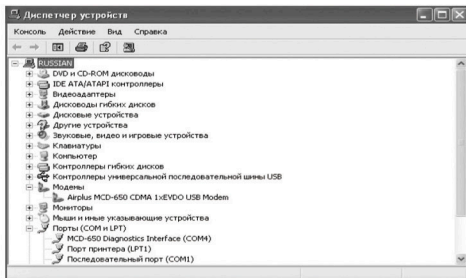 Диспетчер устройств
Консоль Действие Вид Справка
RUSSIAN
DVD и CD-ROM дисководы
IDE ATA/ATAPI контроллеры
Видеоадаптеры
Дисководы гибких дисков
Дисковые устройства
Другие устройства
Звуковые, видео и игровые устройства
Клавиатуры
Компьютер
Контроллеры гибких дисков
Контроллеры универсальной последовательной шины USB
Модемы
Airplus MCD-650 CDMA 1xEVDO USB Modem
Мониторы
Мыши и иные указывающие устройства
Порты (COM и LPT)
MCD-650 Diagnostics Interface (COM4)
Порт принтера (LPT1)
Последовательный порт (COM1)